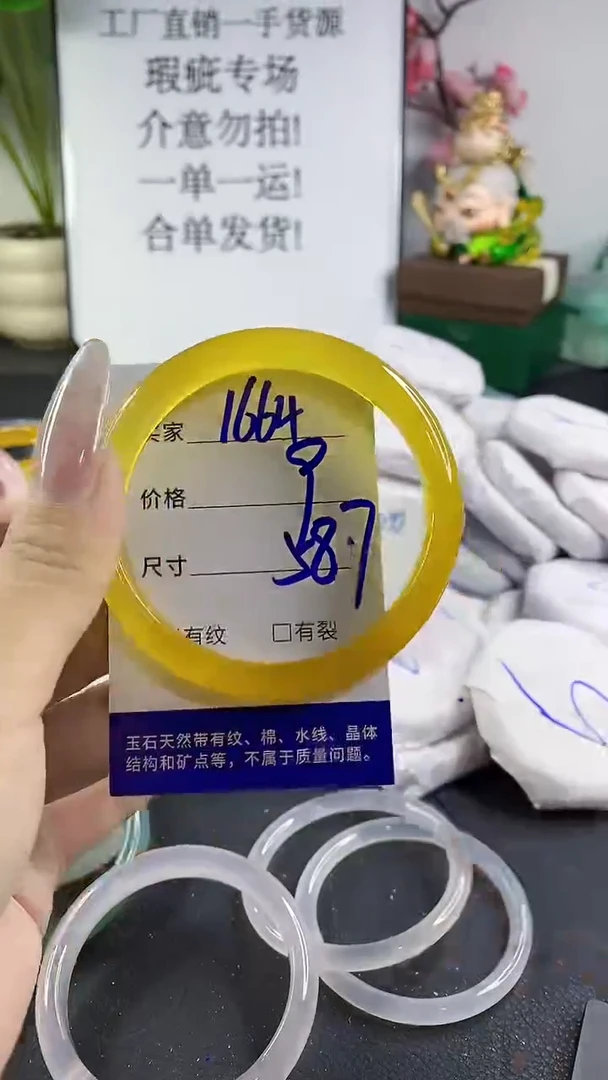 工厂直销一手货源
瑕疵专场
介意勿拍!
一单一运!
合单发货!
家 1664
价格
尺寸 58.7
有纹 □有裂
玉石天然带有纹、棉、水线、晶体
结构和矿点等，不属于质量问题。